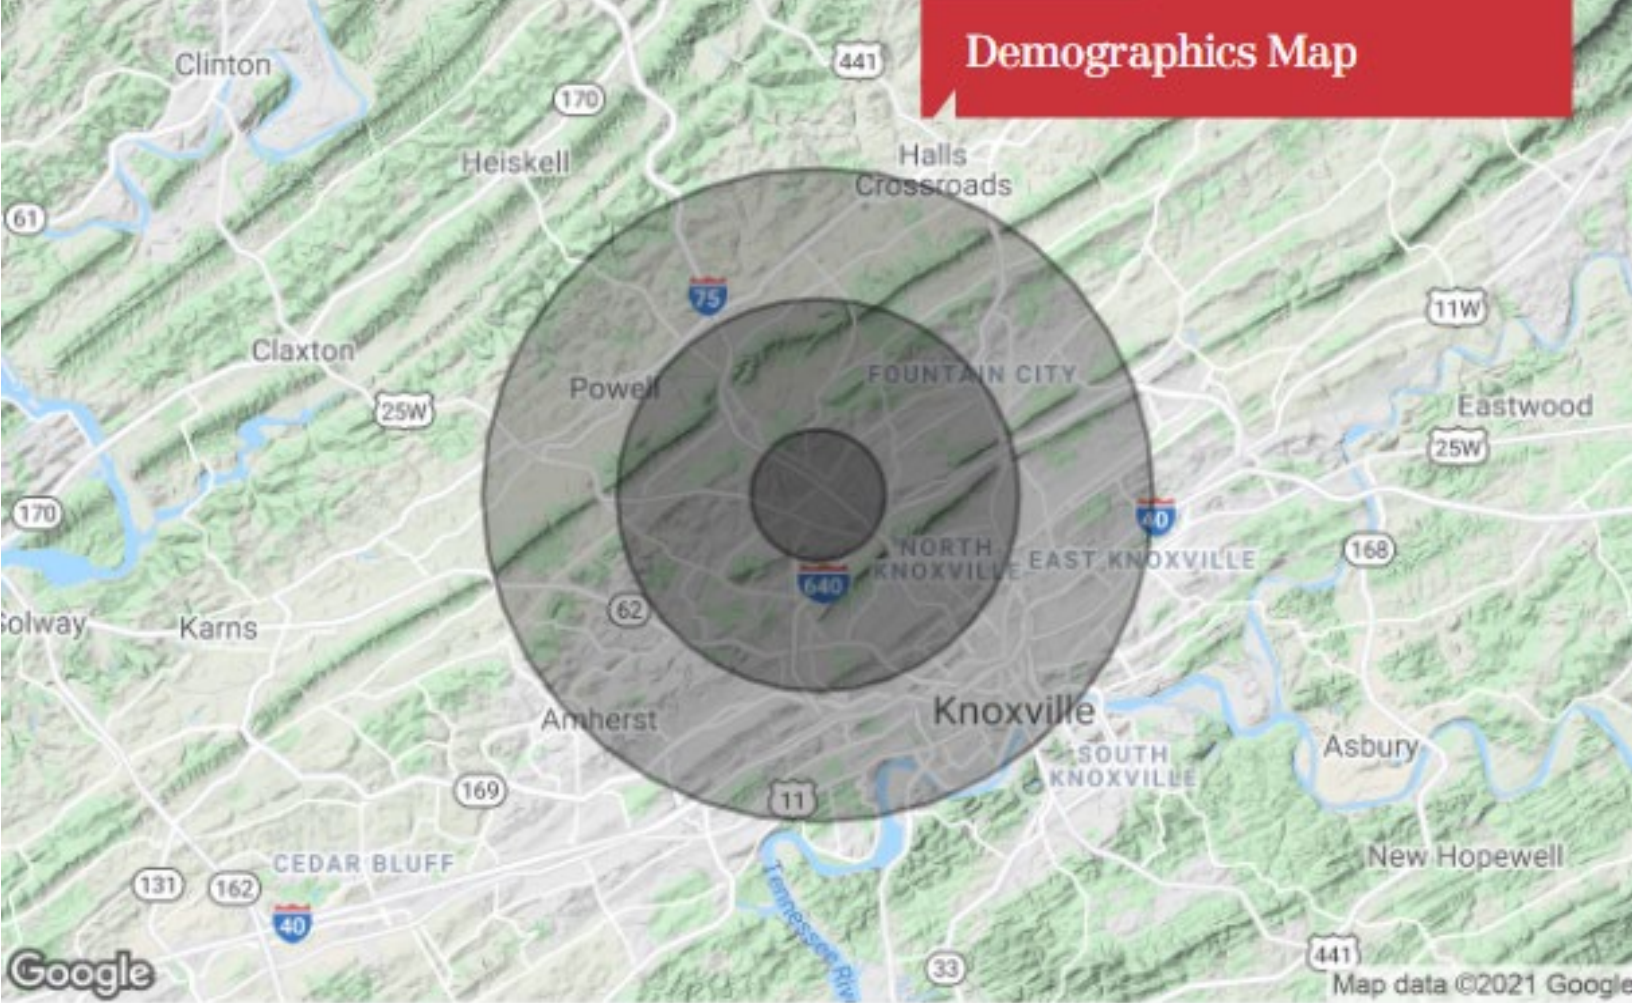 Demographics Map
441
Clinton
170
Halls
Crossroads
Heiskell
61
75
11W
Claxton
FOUNTAIN CITY
Powell
25W
Eastwood
25W
170
40
NORTH
KNOXVILLE
EAST KNOXVILLE
168
640
62
Solway
Karns
Knoxville
Amherst
Asbury
SOUTH
KNOXVILLE
169
11
New Hopewell
CEDAR BLUFF
131
162
40
Tennessee Riv
441
33
Google
Map data ©2021 Google